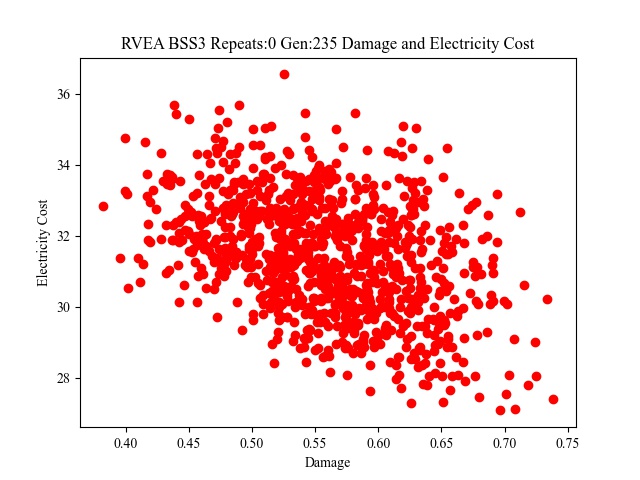 RVEA BSS3 Repeats:0 Gen:235 Damage and Electricity Cost
36
34
32
30
28
Electricity Cost
0.40 0.45 0.50 0.55 0.60 0.65 0.70 0.75
Damage